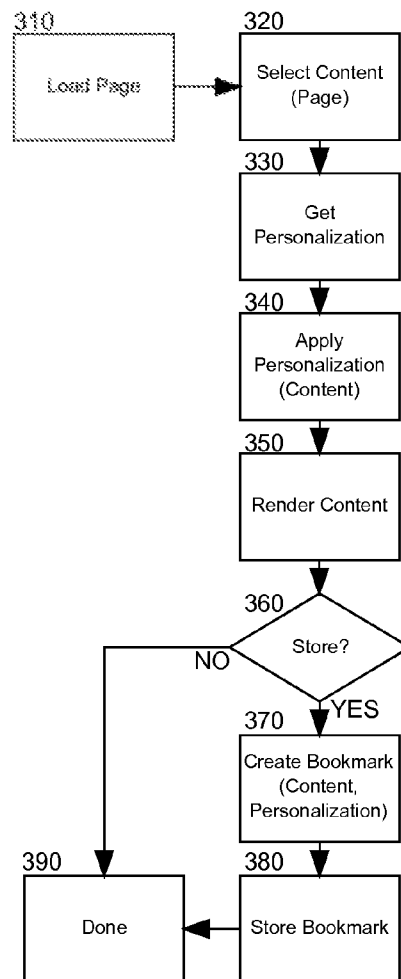 310
Load Page
320
Select Content
(Page)
330
Get
Personalization
340
Apply
Personalization
(Content)
350
Render Content
360
Store?
NO
YES
370
Create Bookmark
(Content,
Personalization)
380
Store Bookmark
390
Done